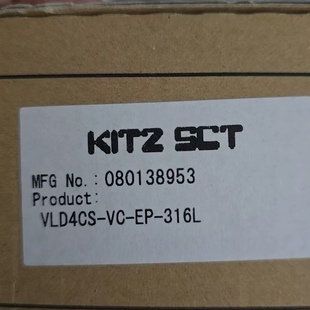 KITZ SCT
MFG No.: 080138953
Product:
VLD4CS-VC-EP-316L